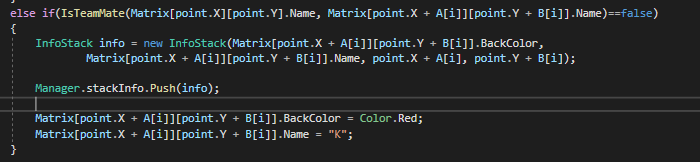 else if(IsTeamMate(Matrix[point.X][point.Y].Name, Matrix[point.X + A[i]][point.Y + B[i]].Name)==false)
{
InfoStack info = new InfoStack(Matrix[point.X + A[i]][point.Y + B[i]].BackColor,
Matrix[point.X + A[i]][point.Y + B[i]].Name, point.X + A[i], point.Y + B[i]);
Manager.stackInfo.Push(info);
Matrix[point.X + A[i]][point.Y + B[i]].BackColor = Color.Red;
Matrix[point.X + A[i]][point.Y + B[i]].Name = "K";
}